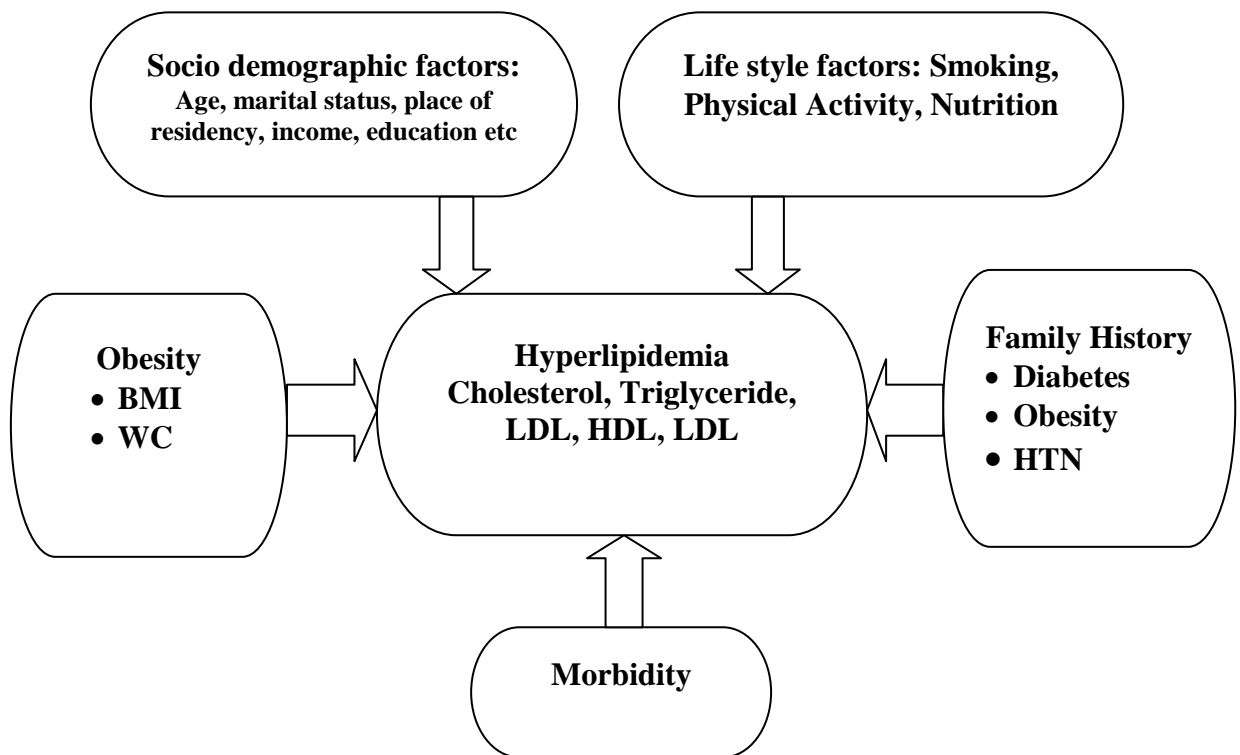 Socio demographic factors:
Age, marital status, place of
residency, income, education etc
Life style factors: Smoking,
Physical Activity, Nutrition
Obesity
• BMI
• WC
Hyperlipidemia
Cholesterol, Triglyceride,
LDL, HDL, LDL
Family History
• Diabetes
• Obesity
• HTN
Morbidity